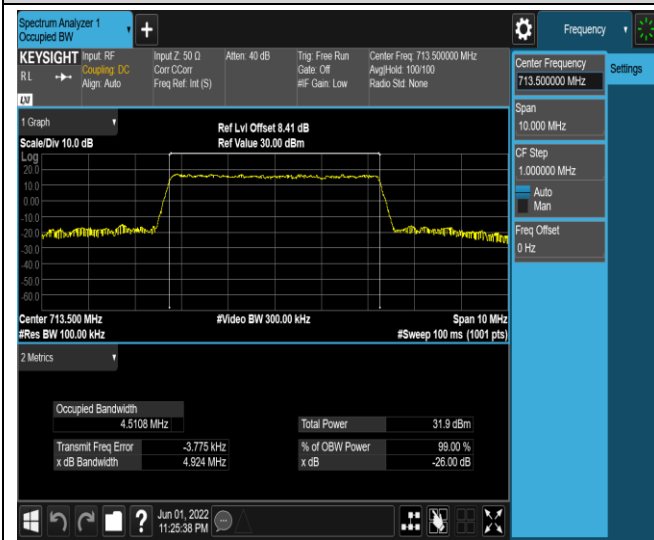 Spectrum Analyzer 1
Occupied BW
+
Frequency
KEYSIGHT
RL
LXI
Input: RF
Coupling: DC
Align: Auto
Input Z: 50 Ω
Corr CCorr
Freq Ref: Int (S)
Atten: 40 dB
Trig: Free Run
Gate: Off
#IF Gain: Low
Center Freq: 713.500000 MHz
Avg|Hold: 100/100
Radio Std: None
Center Frequency
713.500000 MHz
Settings
Span
10.000 MHz
CF Step
1.000000 MHz
Auto
Man
Freq Offset
0 Hz
1 Graph
Scale/Div 10.0 dB
Ref Lvl Offset 8.41 dB
Ref Value 30.00 dBm
Log
20.0
10.0
0.00
-10.0
-20.0
-30.0
-40.0
-50.0
-60.0
Center 713.500 MHz
#Res BW 100.00 kHz
#Video BW 300.00 kHz
Span 10 MHz
#Sweep 100 ms (1001 pts)
2 Metrics
Occupied Bandwidth
4.5108 MHz
Transmit Freq Error -3.775 kHz
x dB Bandwidth 4.924 MHz
Total Power 31.9 dBm
% of OBW Power 99.00 %
x dB -26.00 dB
?
Jun 01, 2022
11:25:38 PM